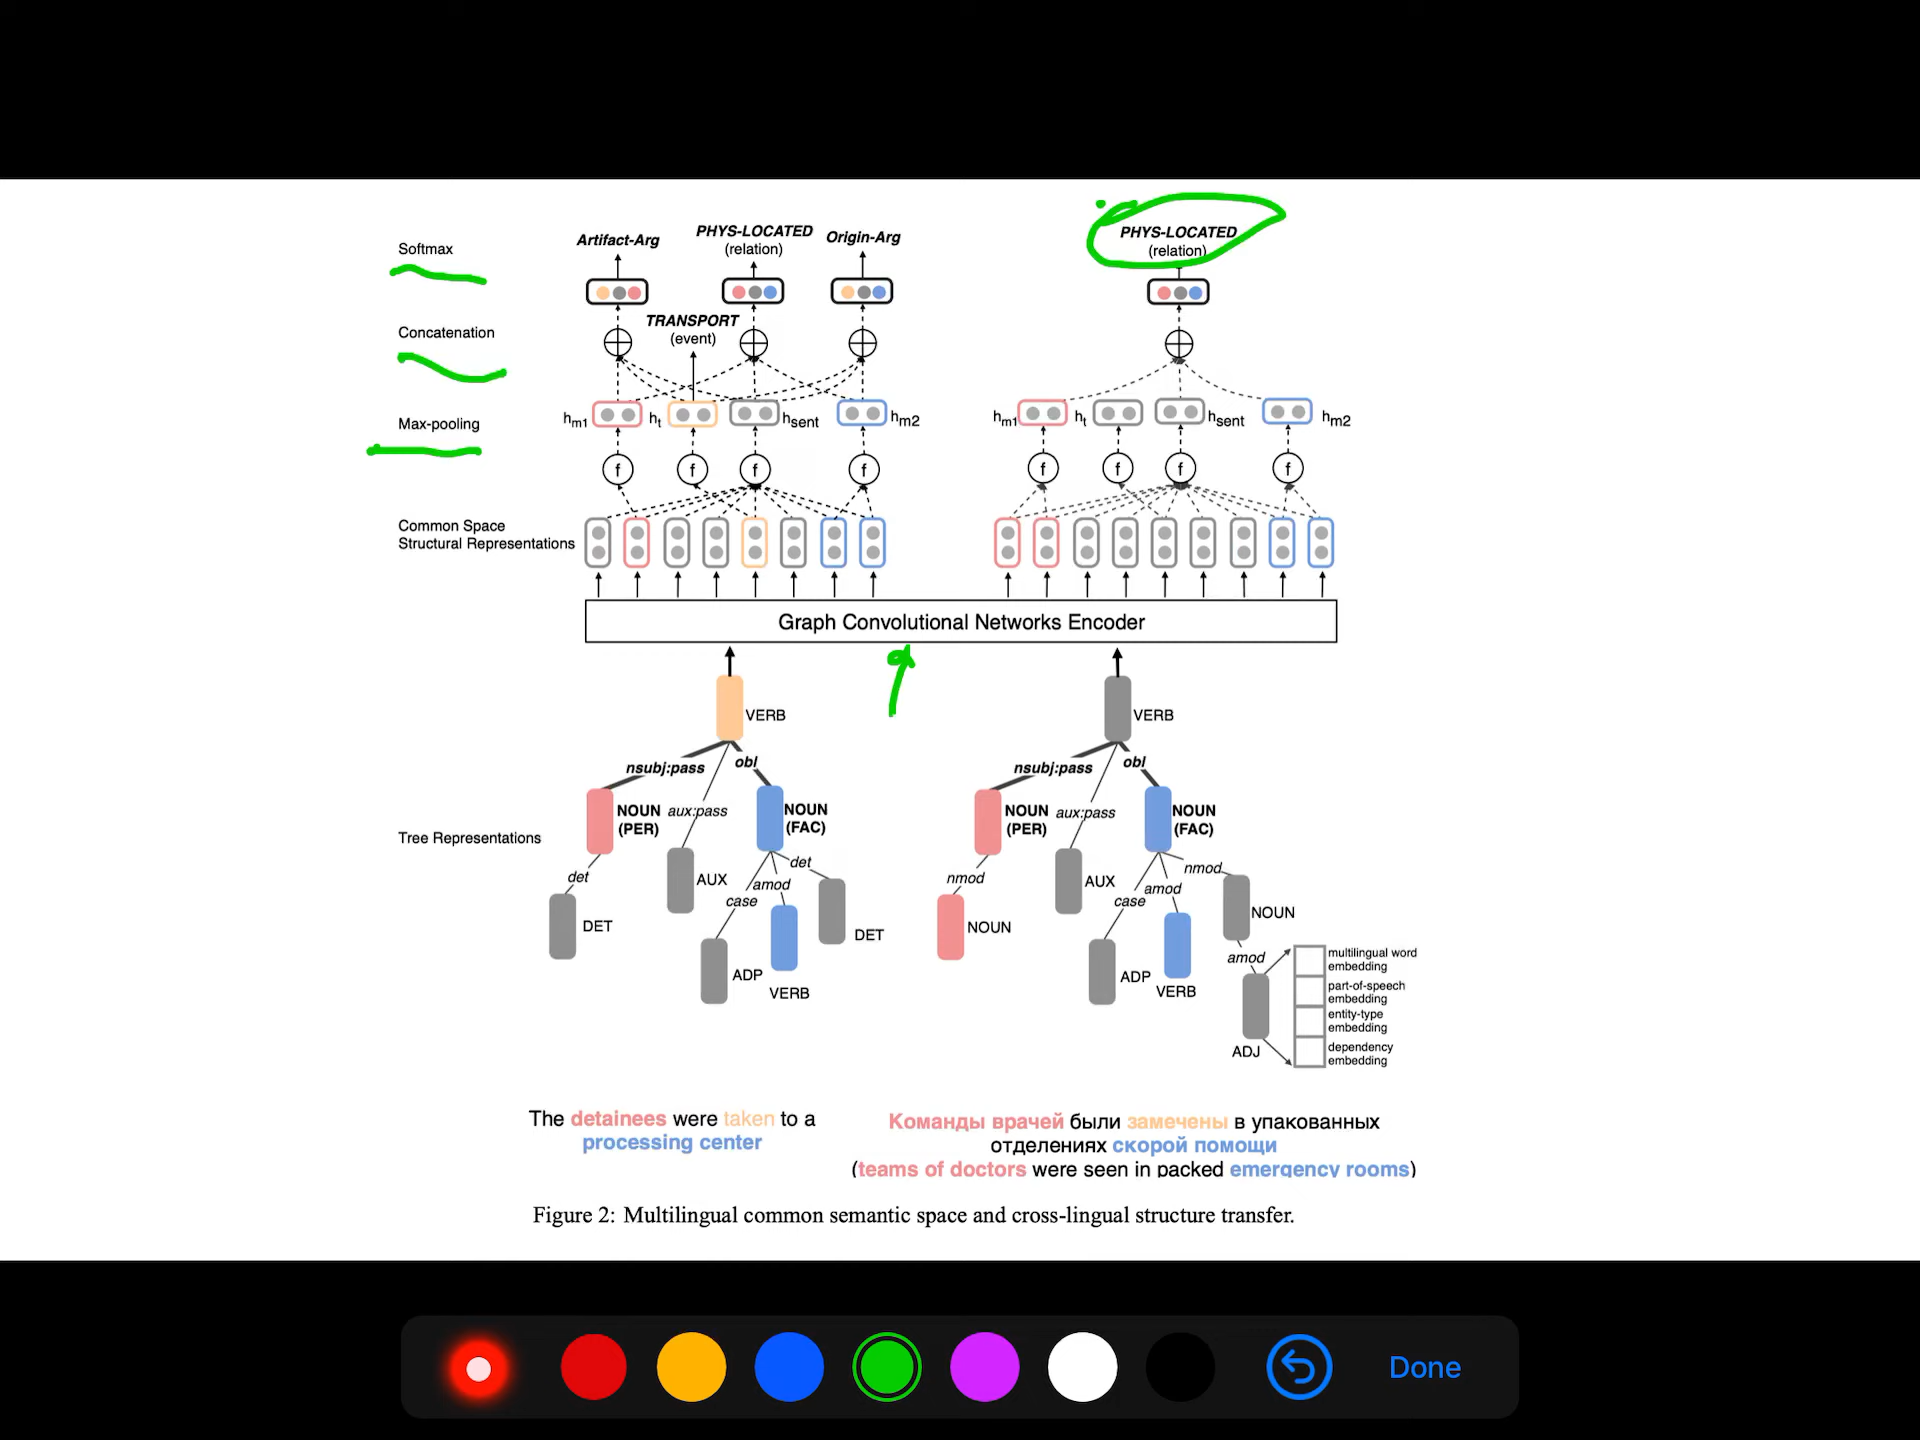 Softmax
Artifact-Arg
PHYS-LOCATED
(relation)
Origin-Arg
PHYS-LOCATED
(relation)
TRANSPORT
(event)
Concatenation
Max-pooling
hm1
ht
hsent
hm2
hm1
ht
hsent
hm2
f
f
f
f
f
f
f
f
Common Space
Structural Representations
Graph Convolutional Networks Encoder
VERB
nsubj:pass
obl
NOUN
(PER)
aux:pass
NOUN
(FAC)
det
AUX
case
amod
det
DET
ADP
VERB
DET
VERB
nsubj:pass
obl
NOUN
(PER)
aux:pass
NOUN
(FAC)
nmod
AUX
case
amod
nmod
NOUN
ADP
VERB
NOUN
amod
ADJ
multilingual word
embedding
part-of-speech
embedding
entity-type
embedding
dependency
embedding
Tree Representations
The detainees were taken to a
processing center
Команды врачей были замечены в упакованных
отделениях скорой помощи
(teams of doctors were seen in packed emergency rooms)
Figure 2: Multilingual common semantic space and cross-lingual structure transfer.
Done